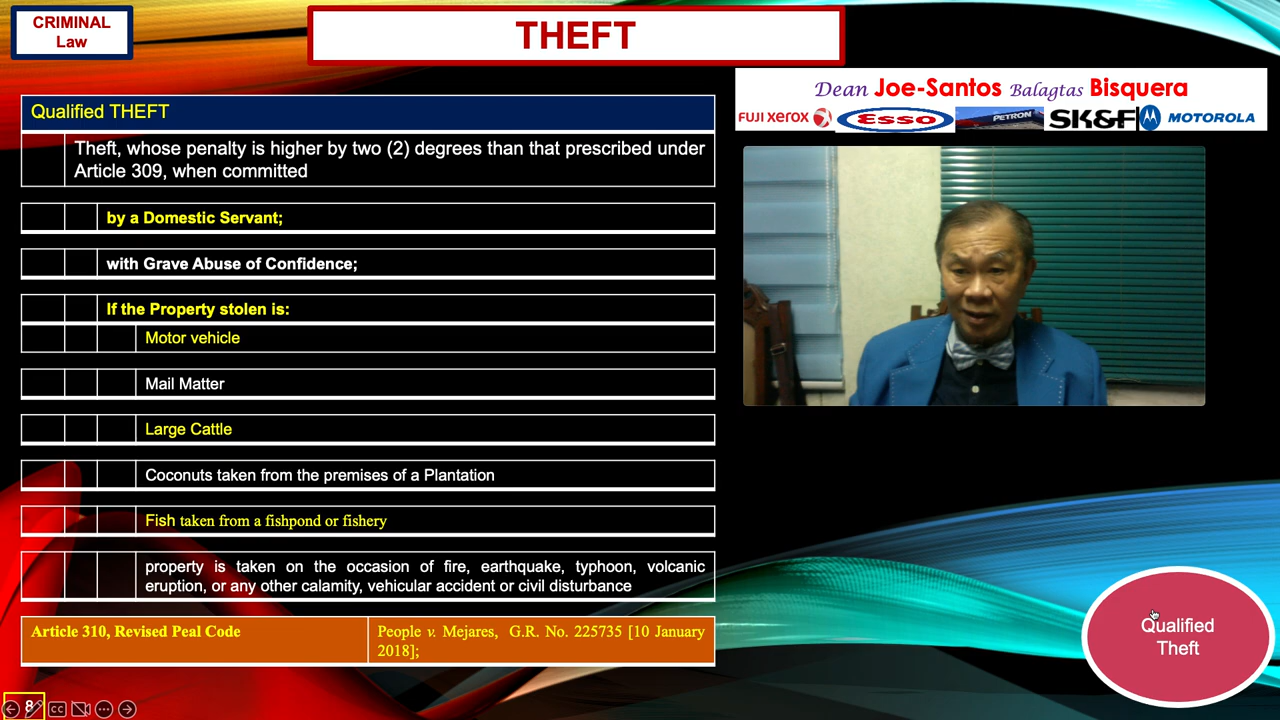 CRIMINAL
Law
THEFT
Dean Joe-Santos Balagtas Bisquera
FUJI XEROX Esso PETRON SK&F MOTOROLA
Qualified THEFT
Theft, whose penalty is higher by two (2) degrees than that prescribed under
Article 309, when committed
by a Domestic Servant;
with Grave Abuse of Confidence;
If the Property stolen is:
Motor vehicle
Mail Matter
Large Cattle
Coconuts taken from the premises of a Plantation
Fish taken from a fishpond or fishery
property is taken on the occasion of fire, earthquake, typhoon, volcanic
eruption, or any other calamity, vehicular accident or civil disturbance
Article 310, Revised Peal Code
People v. Mejares, G.R. No. 225735 [10 January
2018];
Qualified
Theft
8
CC